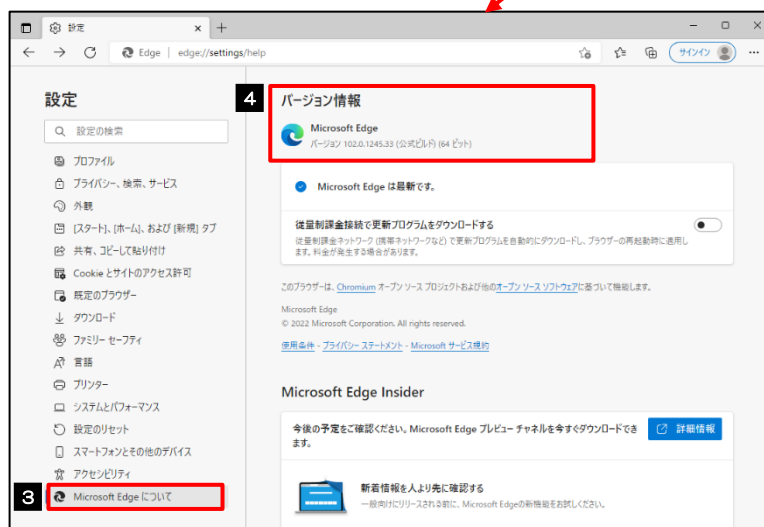 設定
Edge | edge://settings/help
サインイン
設定
設定の検索
プロファイル
プライバシー、検索、サービス
外観
[スタート]、[ホーム]、および [新規] タブ
共有、コピーして貼り付け
Cookie とサイトのアクセス許可
既定のブラウザー
ダウンロード
ファミリー セーフティ
言語
プリンター
システムとパフォーマンス
設定のリセット
スマートフォンとその他のデバイス
アクセシビリティ
3
Microsoft Edge について
4
バージョン情報
Microsoft Edge
バージョン 102.0.1245.33 (公式ビルド) (64 ビット)
Microsoft Edge は最新です。
従量制課金接続で更新プログラムをダウンロードする
従量制課金ネットワーク (携帯ネットワークなど) で更新プログラムを自動的にダウンロードし、ブラウザーの再起動時に適用し
ます。料金が発生する場合があります。
このブラウザーは、Chromium オープン ソース プロジェクトおよび他のオープン ソース ソフトウェアに基づいて機能します。
Microsoft Edge
© 2022 Microsoft Corporation. All rights reserved.
使用条件 - プライバシー ステートメント - Microsoft サービス規約
Microsoft Edge Insider
今後の予定をご確認ください。Microsoft Edge プレビュー チャネルを今すぐダウンロードでき
ます。
詳細情報
新着情報を人より先に確認する
一般向けにリリースされる前に、Microsoft Edgeの新機能をお試しください。